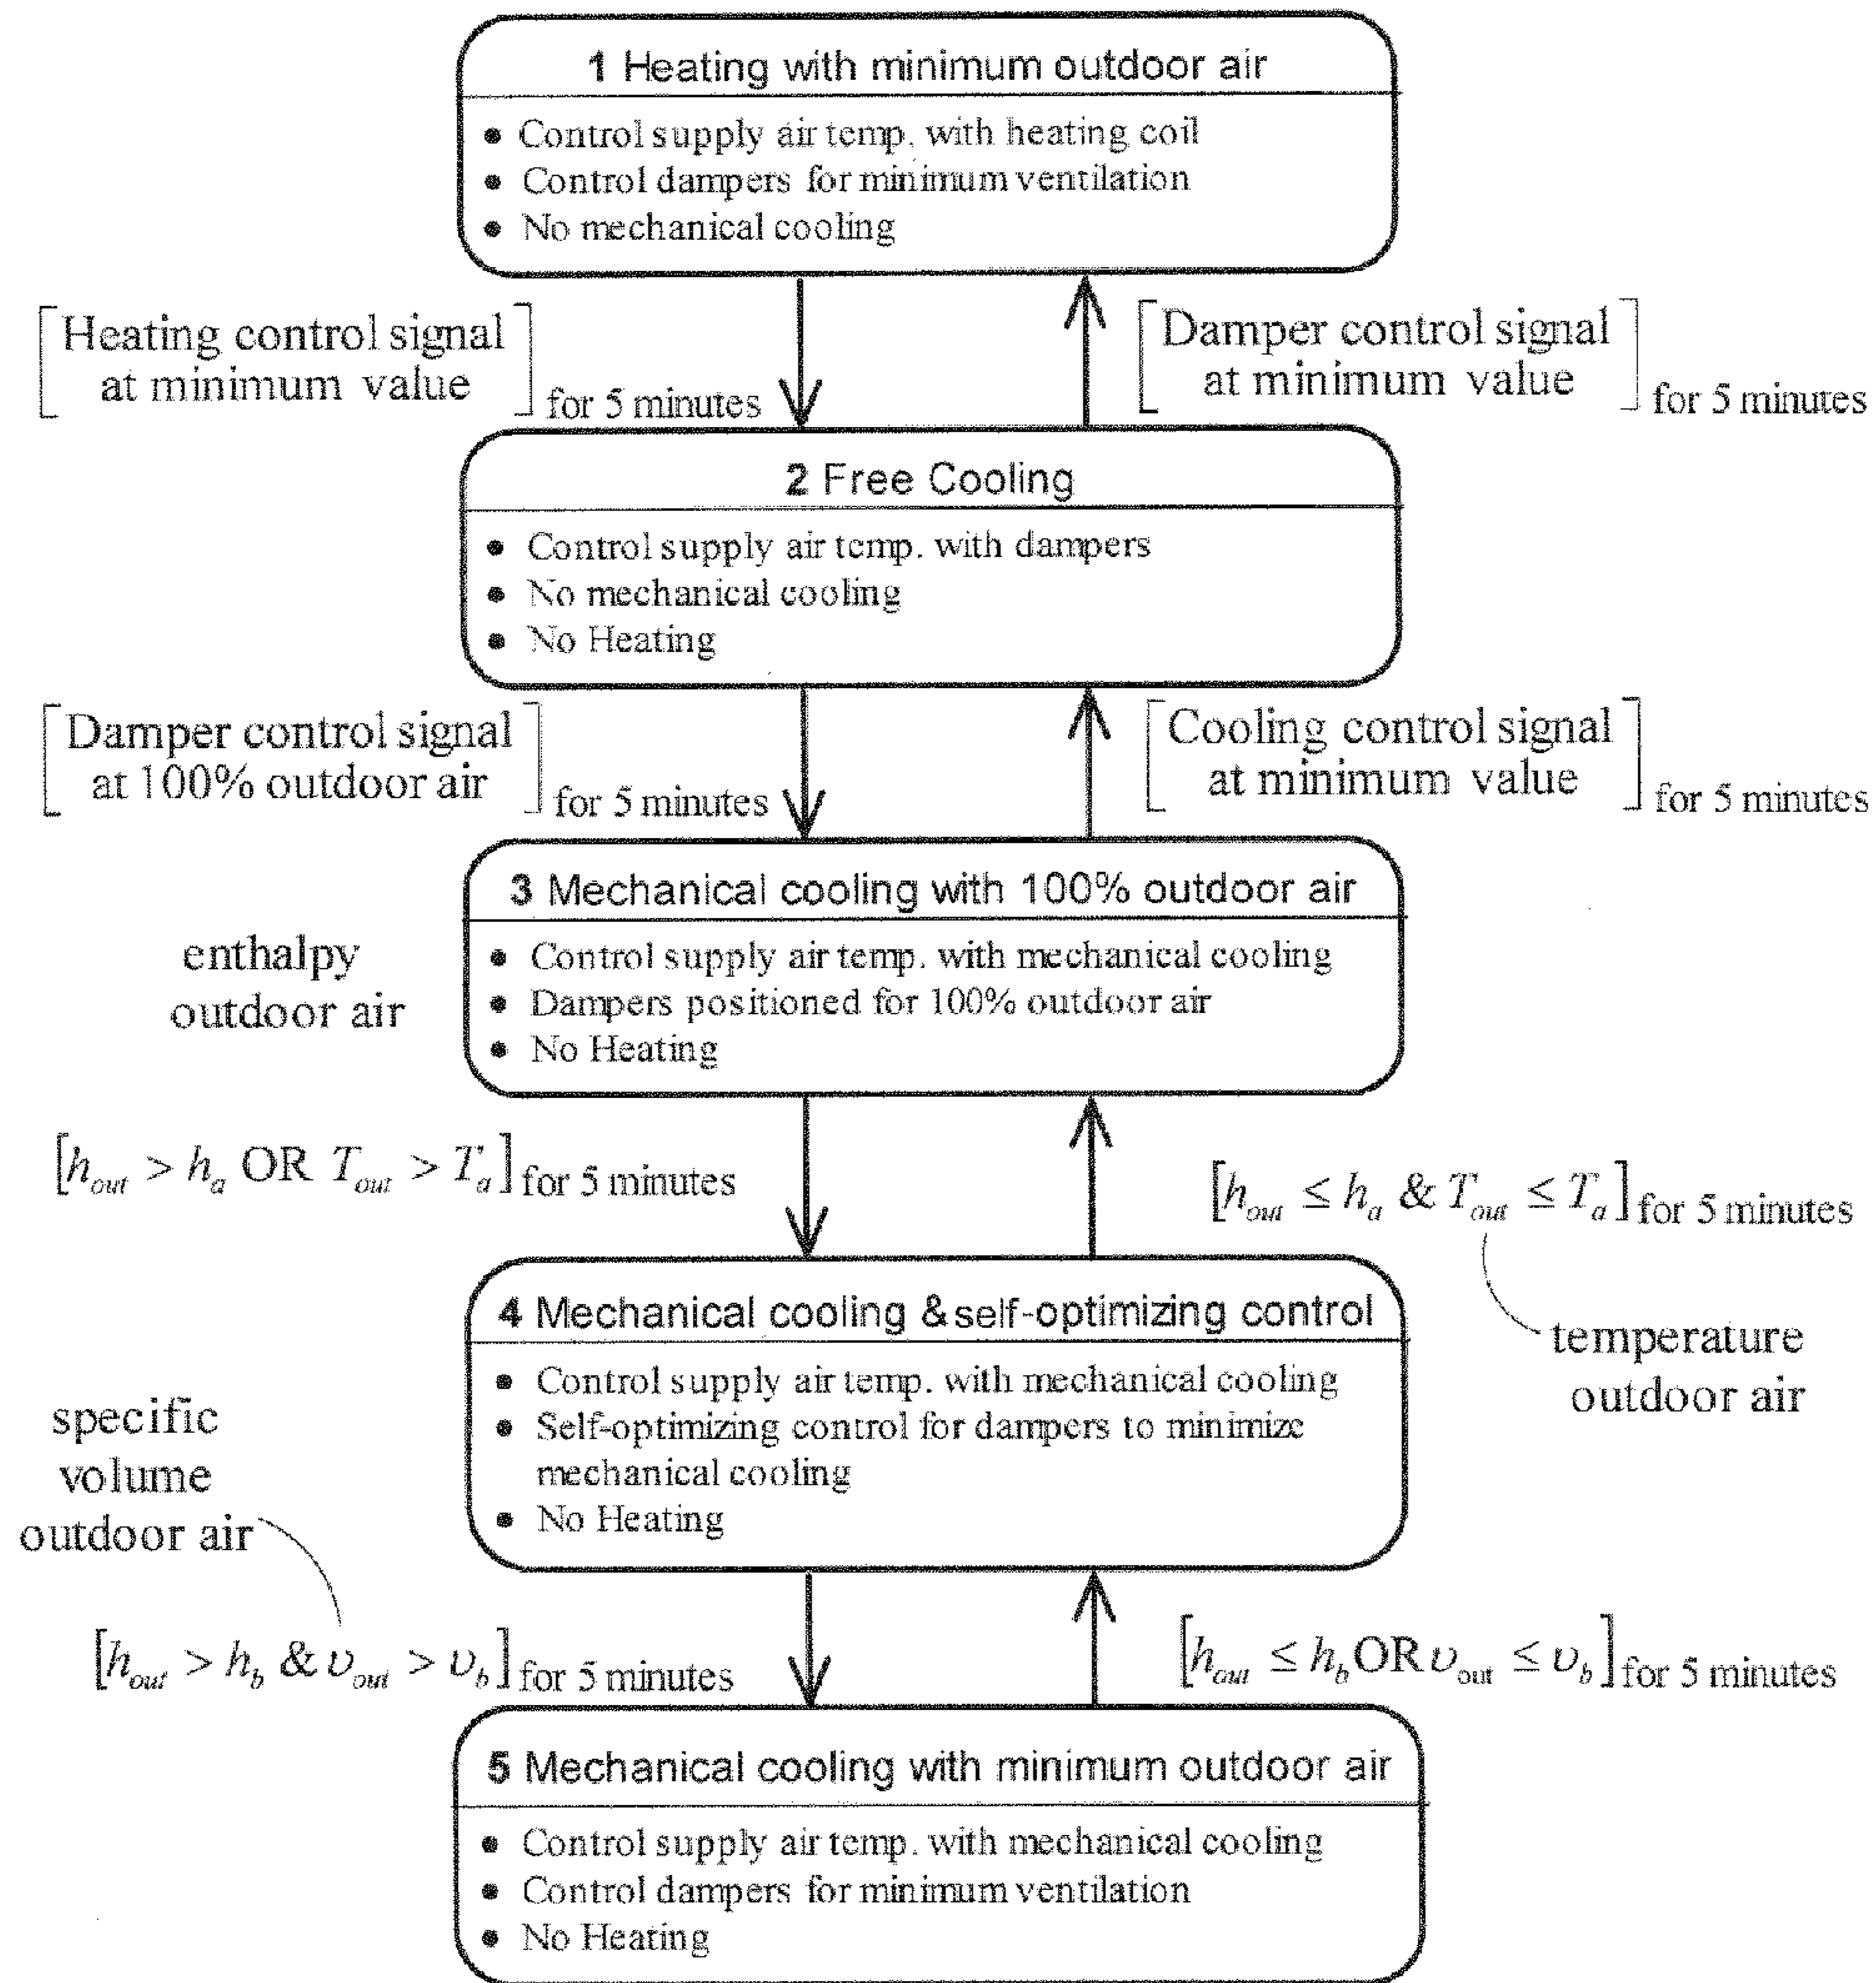 1 Heating with minimum outdoor air
• Control supply air temp. with heating coil
• Control dampers for minimum ventilation
• No mechanical cooling
[Heating control signal
at minimum value] for 5 minutes
[Damper control signal
at minimum value] for 5 minutes
2 Free Cooling
• Control supply air temp. with dampers
• No mechanical cooling
• No Heating
[Damper control signal
at 100% outdoor air] for 5 minutes
[Cooling control signal
at minimum value] for 5 minutes
3 Mechanical cooling with 100% outdoor air
• Control supply air temp. with mechanical cooling
• Dampers positioned for 100% outdoor air
• No Heating
enthalpy
outdoor air
[h_out > h_a OR T_out > T_a] for 5 minutes
[h_out ≤ h_a & T_out ≤ T_a] for 5 minutes
temperature
outdoor air
4 Mechanical cooling & self-optimizing control
• Control supply air temp. with mechanical cooling
• Self-optimizing control for dampers to minimize
mechanical cooling
• No Heating
specific
volume
outdoor air
[h_out > h_b & υ_out > υ_b] for 5 minutes
[h_out ≤ h_b OR υ_out ≤ υ_b] for 5 minutes
5 Mechanical cooling with minimum outdoor air
• Control supply air temp. with mechanical cooling
• Control dampers for minimum ventilation
• No Heating